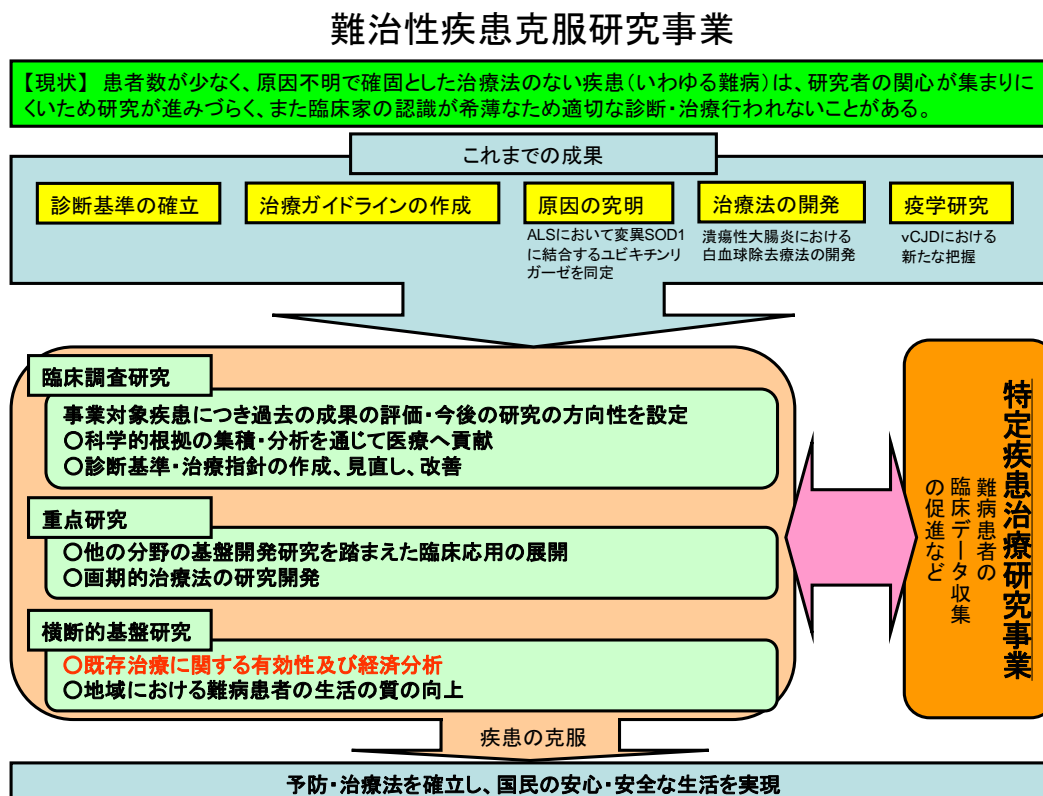 難治性疾患克服研究事業
【現状】 患者数が少なく、原因不明で確固とした治療法のない疾患(いわゆる難病)は、研究者の関心が集まりに
くいため研究が進みづらく、また臨床家の認識が希薄なため適切な診断・治療行われないことがある。
これまでの成果
診断基準の確立
治療ガイドラインの作成
原因の究明
ALSにおいて変異SOD1
に結合するユビキチンリ
ガーゼを同定
治療法の開発
潰瘍性大腸炎における
白血球除去療法の開発
疫学研究
vCJDにおける
新たな把握
臨床調査研究
事業対象疾患につき過去の成果の評価・今後の研究の方向性を設定
○科学的根拠の集積・分析を通じて医療へ貢献
○診断基準・治療指針の作成、見直し、改善
重点研究
○他の分野の基盤開発研究を踏まえた臨床応用の展開
○画期的治療法の研究開発
横断的基盤研究
○既存治療に関する有効性及び経済分析
○地域における難病患者の生活の質の向上
特定疾患治療研究事業
難病患者の
臨床データ収集
の促進など
疾患の克服
予防・治療法を確立し、国民の安心・安全な生活を実現